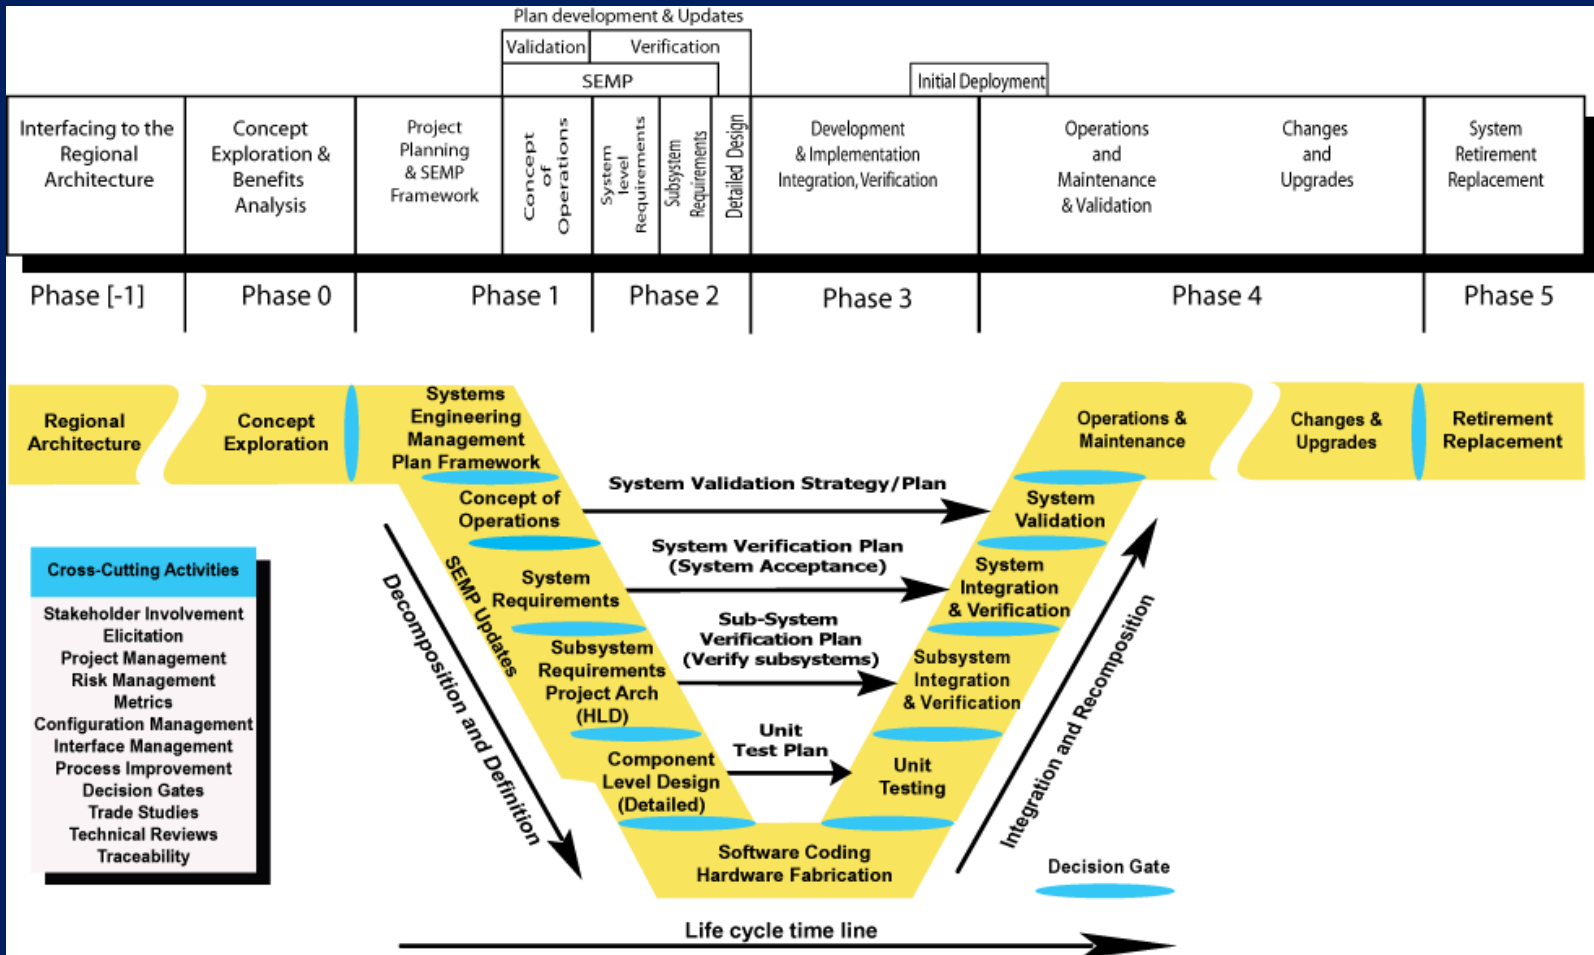 Plan development & Updates
Validation
Verification
SEMP
Initial Deployment
Interfacing to the
Regional
Architecture
Concept
Exploration &
Benefits
Analysis
Project
Planning
& SEMP
Framework
Concept
of
Operations
System
level
Requirements
Subsystem
Requirements
Detailed Design
Development
& Implementation
Integration, Verification
Operations
and
Maintenance
& Validation
Changes
and
Upgrades
System
Retirement
Replacement
Phase [-1]
Phase 0
Phase 1
Phase 2
Phase 3
Phase 4
Phase 5
Regional
Architecture
Concept
Exploration
Systems
Engineering
Management
Plan Framework
Concept of
Operations
System
Requirements
Subsystem
Requirements
Project Arch
(HLD)
Component
Level Design
(Detailed)
SEMP Updates
Decomposition and Definition
System Validation Strategy/Plan
System Verification Plan
(System Acceptance)
Sub-System
Verification Plan
(Verify subsystems)
Unit
Test Plan
Software Coding
Hardware Fabrication
Operations &
Maintenance
System
Validation
System
Integration
& Verification
Subsystem
Integration
& Verification
Unit
Testing
Integration and Recomposition
Changes &
Upgrades
Retirement
Replacement
Cross-Cutting Activities
Stakeholder Involvement
Elicitation
Project Management
Risk Management
Metrics
Configuration Management
Interface Management
Process Improvement
Decision Gates
Trade Studies
Technical Reviews
Traceability
Decision Gate
Life cycle time line